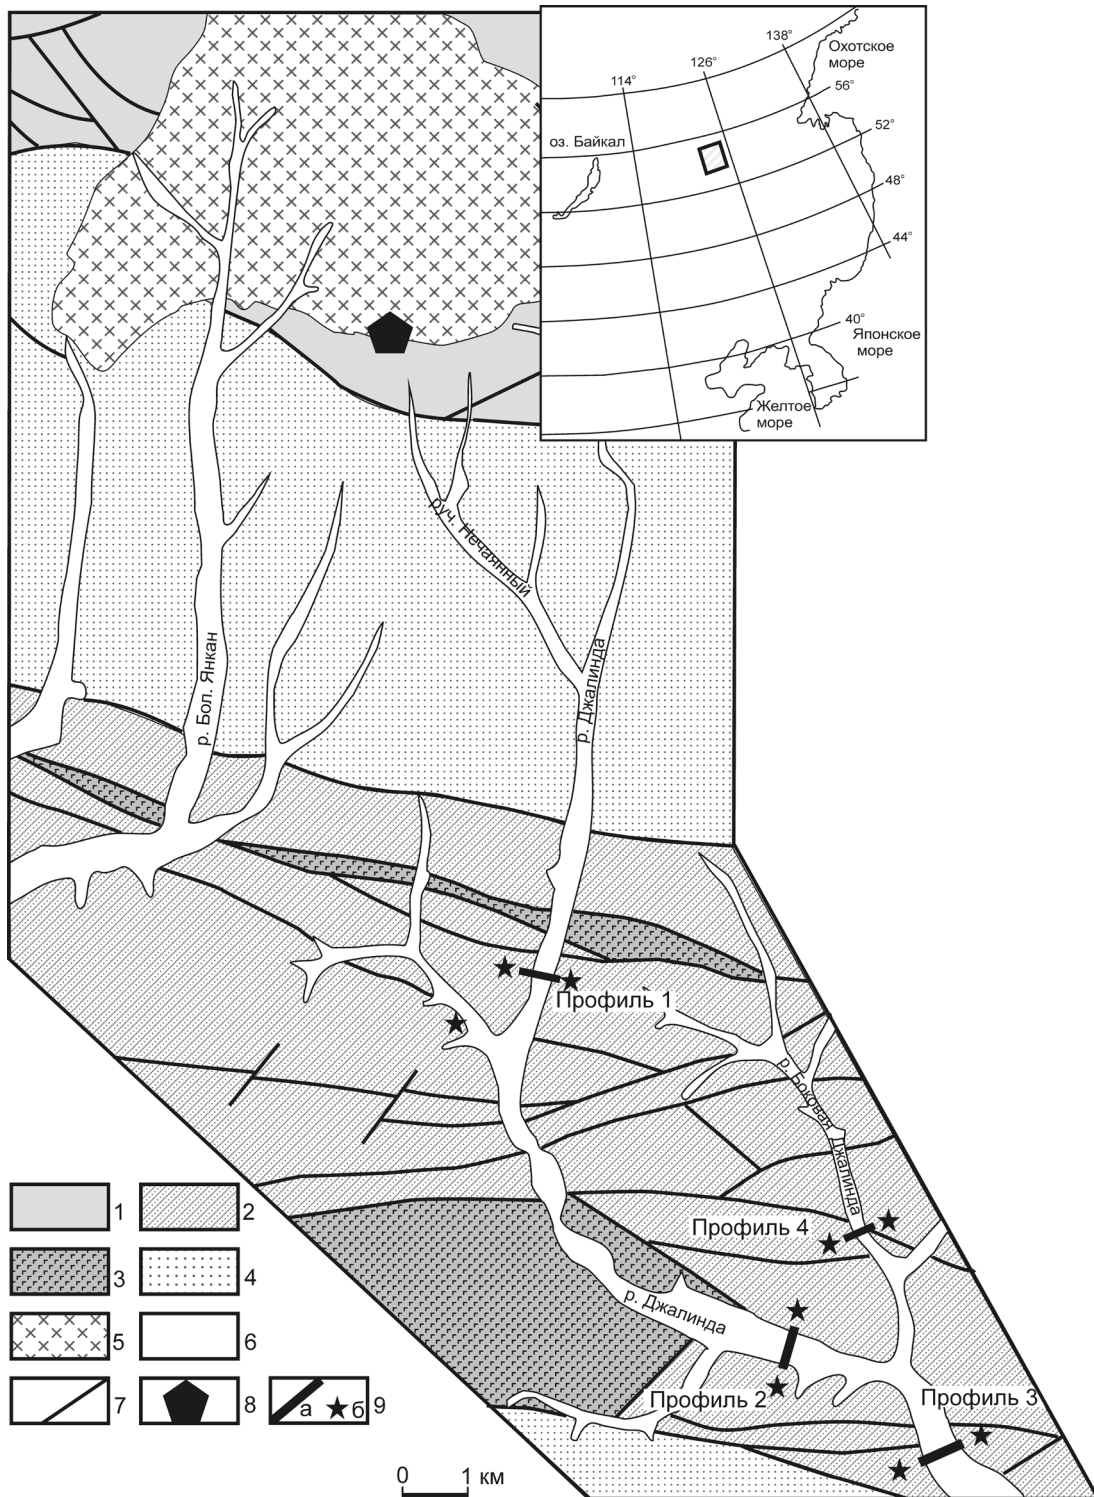 138°
Охотское
море
126°
114°
56°
52°
оз. Байкал
48°
44°
40°
Японское
море
Желтое
море
руч. Нечаянный
р. Бол. Янкан
р. Джалинда
Профиль 1
р. Боковая Джалинда
Профиль 4
р. Джалинда
Профиль 2
Профиль 3
1
2
3
4
5
6
7
8
а
б
9
0
1 км